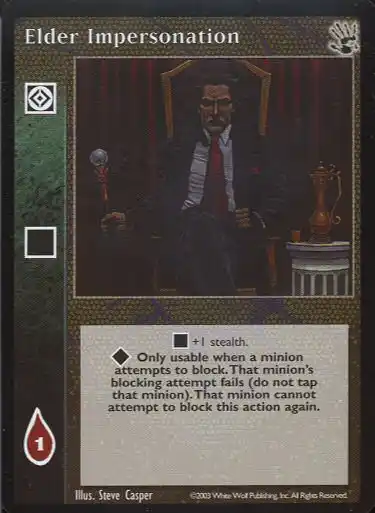 Elder Impersonation
+1 stealth.
Only usable when a minion
attempts to block. That minion's
blocking attempt fails (do not tap
that minion). That minion cannot
attempt to block this action again.
1
Illus. Steve Casper ©2003 White Wolf Publishing, Inc. All Rights Reserved.